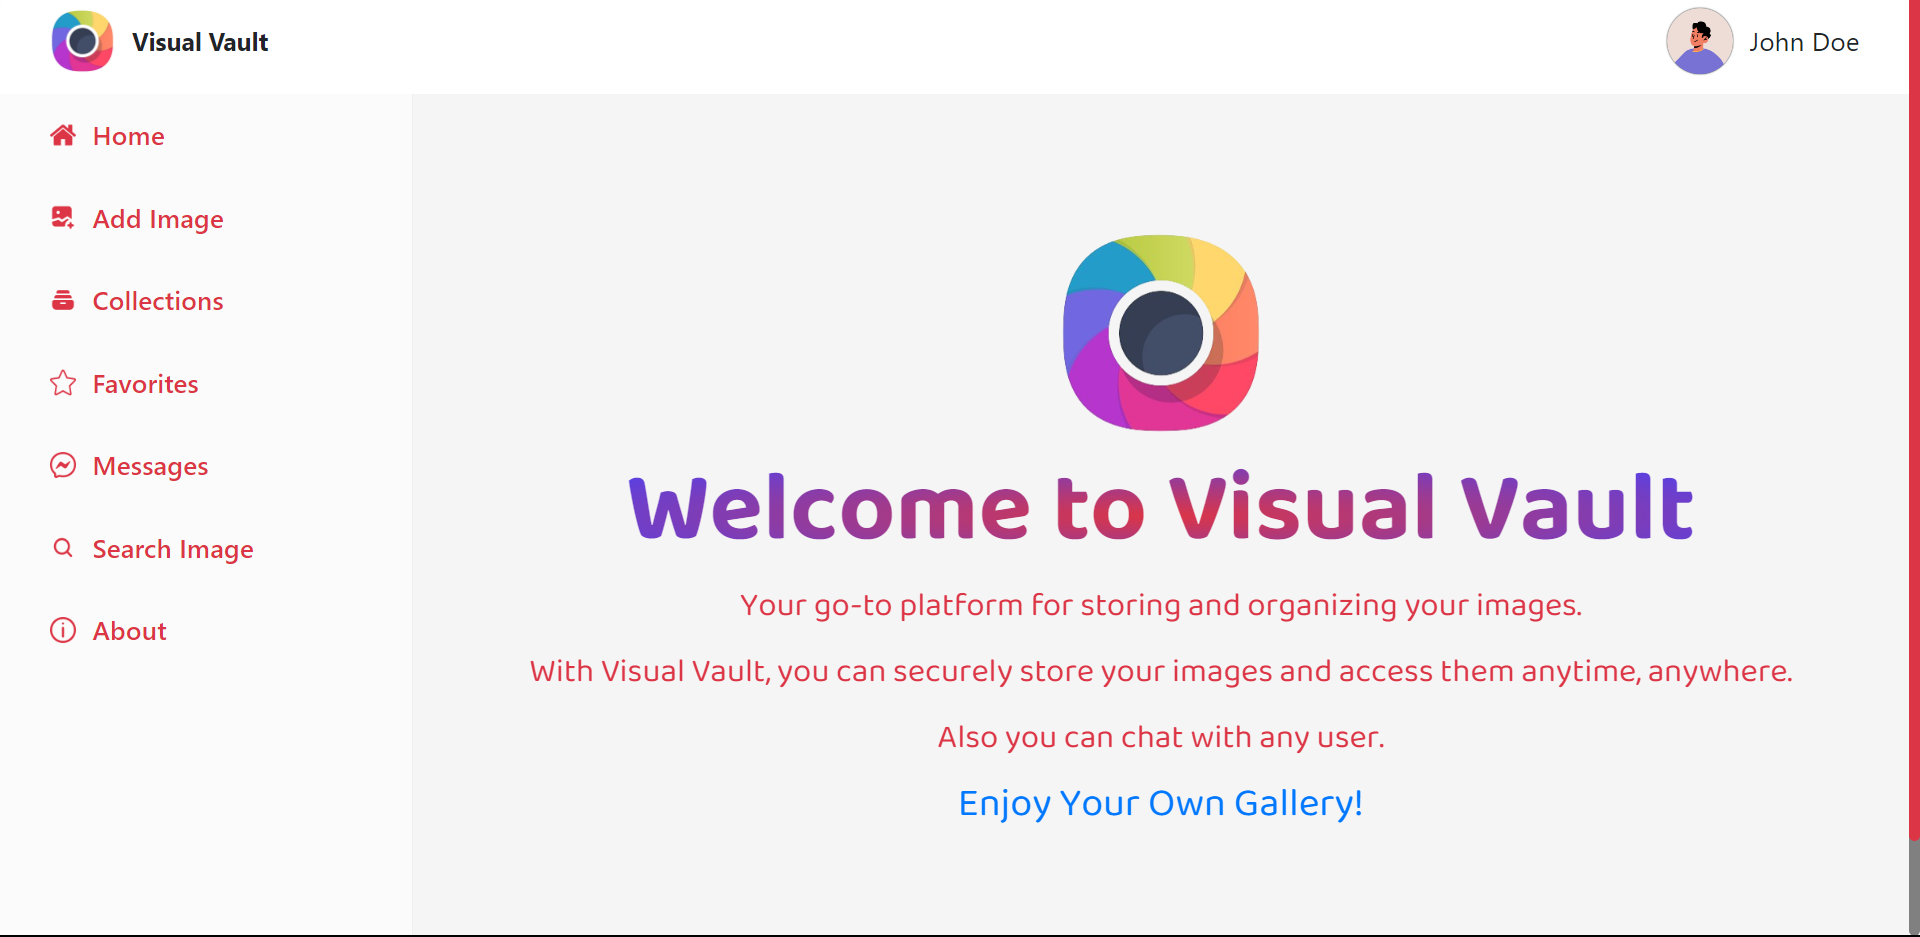 Visual Vault
John Doe
Home
Add Image
Collections
Favorites
Messages
Search Image
About
Welcome to Visual Vault
Your go-to platform for storing and organizing your images.
With Visual Vault, you can securely store your images and access them anytime, anywhere.
Also you can chat with any user.
Enjoy Your Own Gallery!